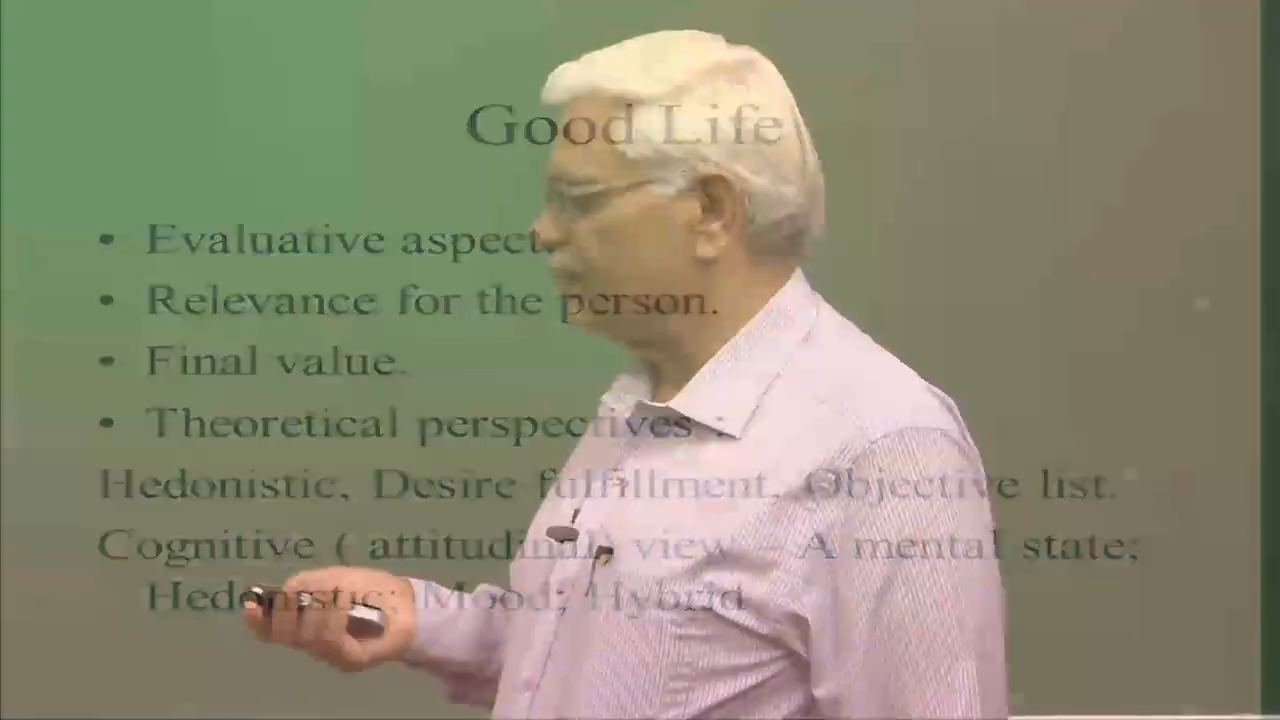 Good Life
• Evaluative aspect.
• Relevance for the person.
• Final value.
• Theoretical perspectives :
Hedonistic, Desire fulfillment, Objective list.
Cognitive ( attitudinal) view – A mental state;
Hedonistic; Mood; Hybrid